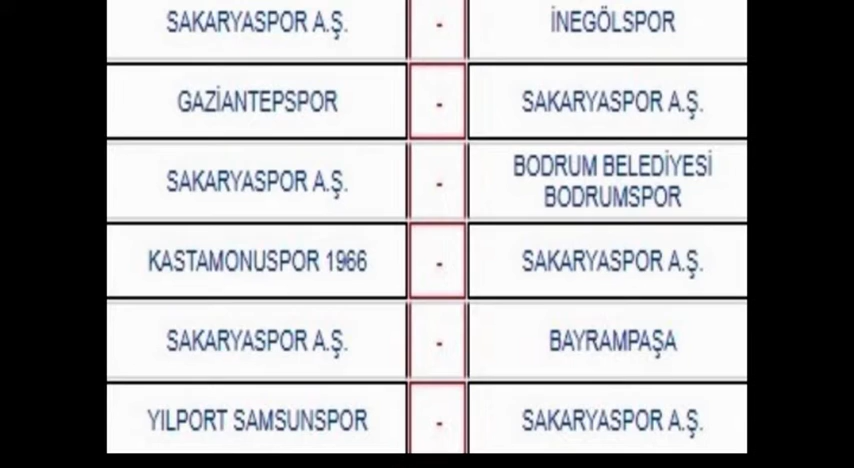 SAKARYASPOR A.Ş. - İNEGÖLSPOR
GAZİANTEPSPOR - SAKARYASPOR A.Ş.
SAKARYASPOR A.Ş. - BODRUM BELEDİYESİ
BODRUMSPOR
KASTAMONUSPOR 1966 - SAKARYASPOR A.Ş.
SAKARYASPOR A.Ş. - BAYRAMPAŞA
YILPORT SAMSUNSPOR - SAKARYASPOR A.Ş.